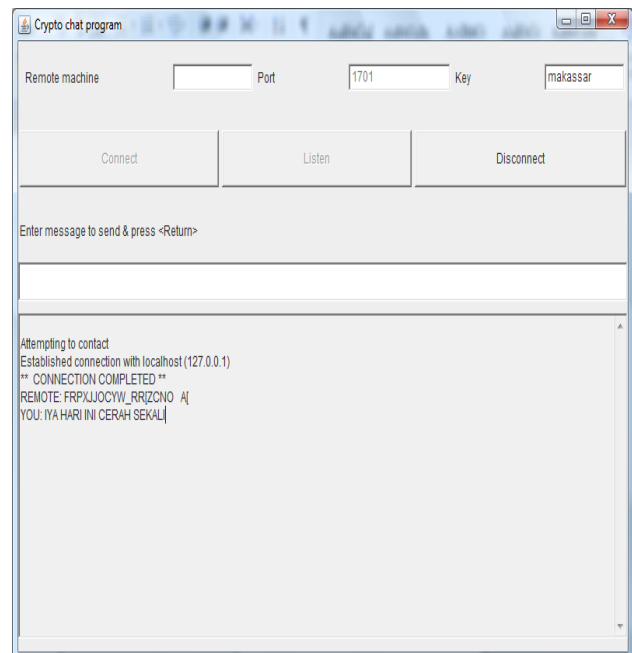 Crypto chat program
Remote machine Port 1701 Key makassar
Connect Listen Disconnect
Enter message to send & press <Return>
Attempting to contact
Established connection with localhost (127.0.0.1)
** CONNECTION COMPLETED **
REMOTE: FRPXJJOCYW_RR[ZCNO A[
YOU: IYA HARI INI CERAH SEKALI